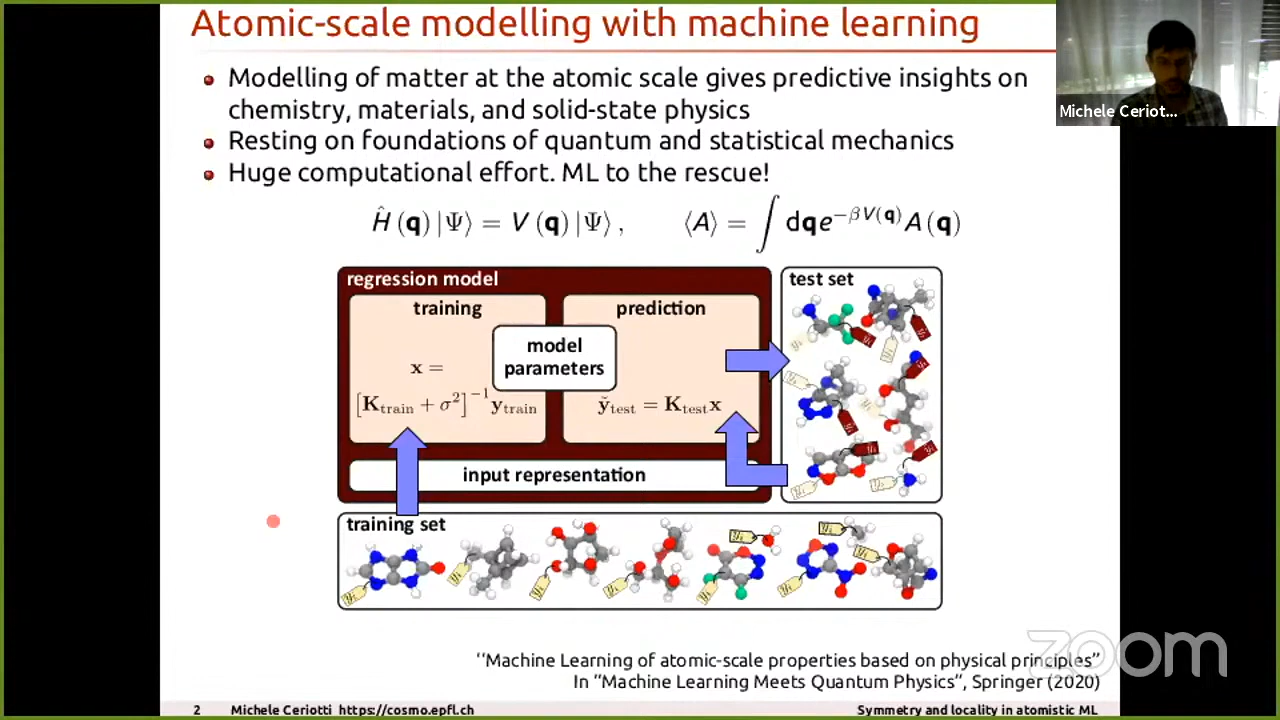 Atomic-scale modelling with machine learning
Modelling of matter at the atomic scale gives predictive insights on
chemistry, materials, and solid-state physics
Resting on foundations of quantum and statistical mechanics
Huge computational effort. ML to the rescue!
Ĥ (q) |Ψ⟩ = V (q) |Ψ⟩ , ⟨A⟩ = ∫ dqe^{−βV(q)} A (q)
Michele Ceriot...
regression model
training
prediction
model
parameters
x =
[K_train + σ²]^{−1} y_train
y̌_test = K_test x
input representation
test set
training set
"Machine Learning of atomic-scale properties based on physical principles"
In "Machine Learning Meets Quantum Physics", Springer (2020)
zoom
2 Michele Ceriotti https://cosmo.epfl.ch Symmetry and locality in atomistic ML